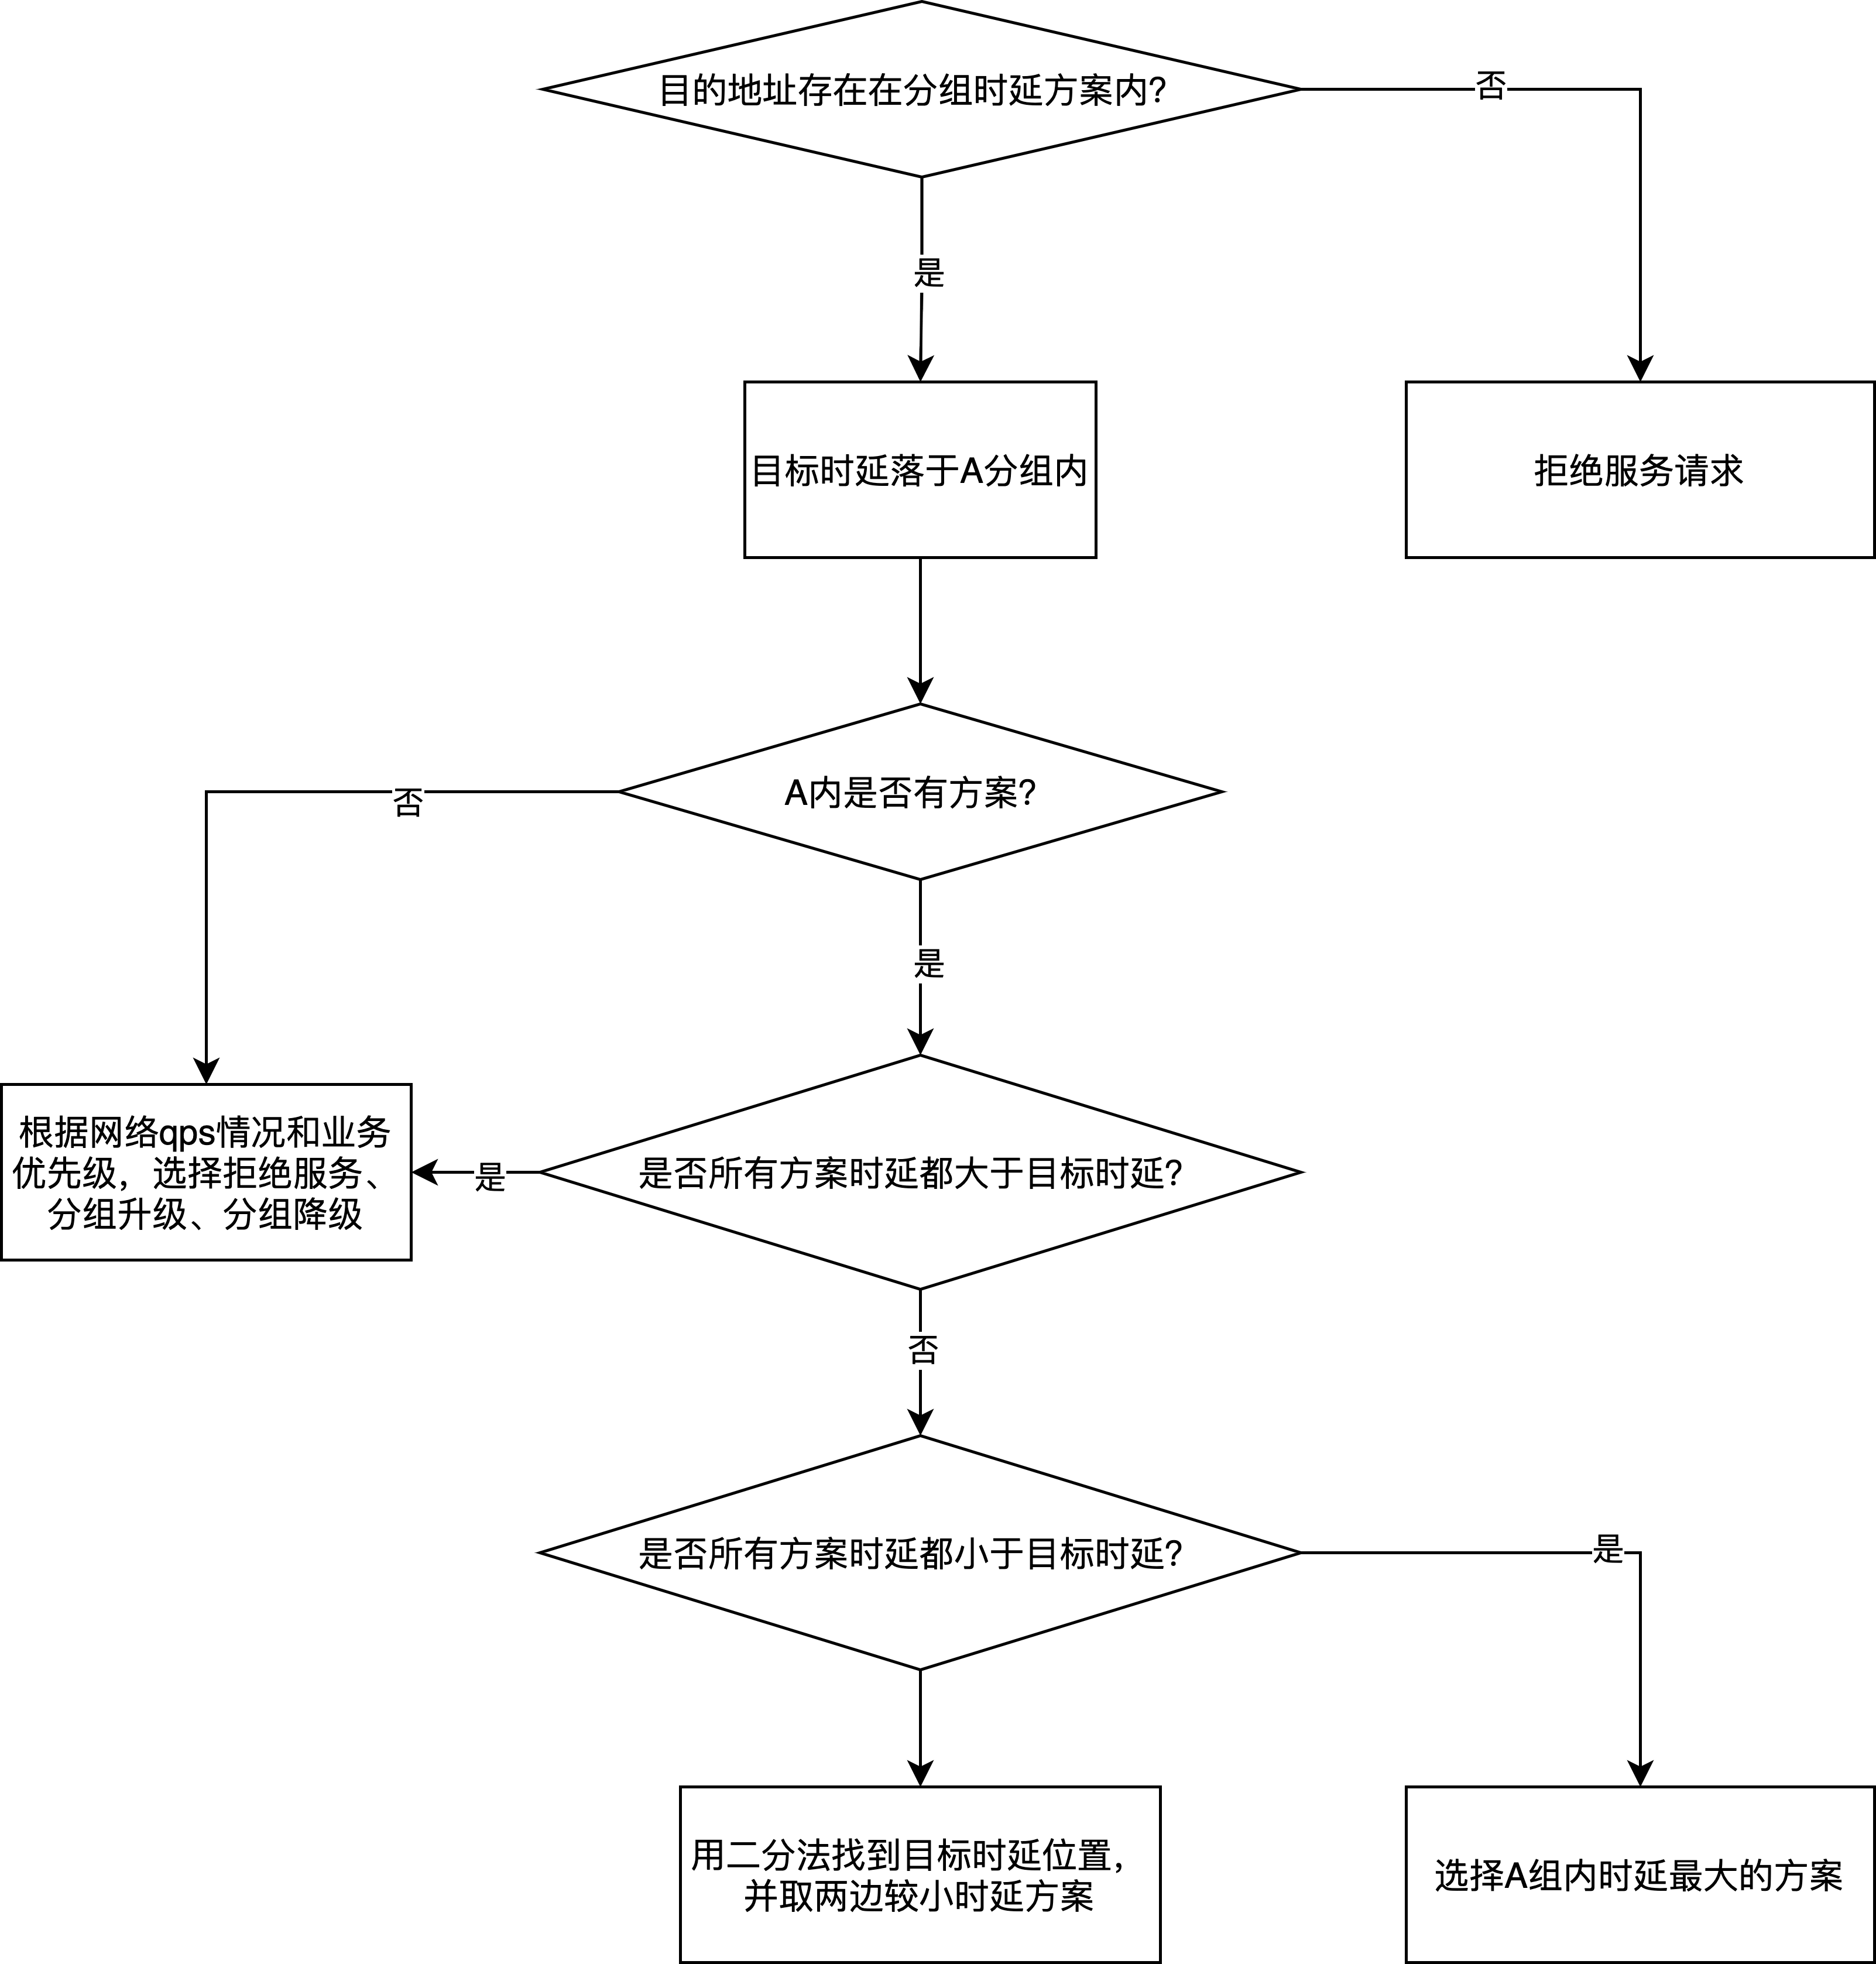 目的地址存在在分组时延方案内？
否
是
目标时延落于A分组内
拒绝服务请求
A内是否有方案？
否
是
根据网络qps情况和业务
优先级，选择拒绝服务、
分组升级、分组降级
是
是否所有方案时延都大于目标时延？
否
是否所有方案时延都小于目标时延？
是
用二分法找到目标时延位置，
并取两边较小时延方案
选择A组内时延最大的方案